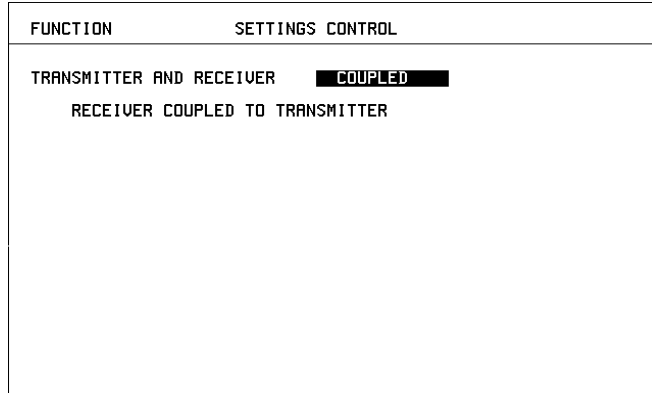 FUNCTION SETTINGS CONTROL
TRANSMITTER AND RECEIVER COUPLED
RECEIVER COUPLED TO TRANSMITTER